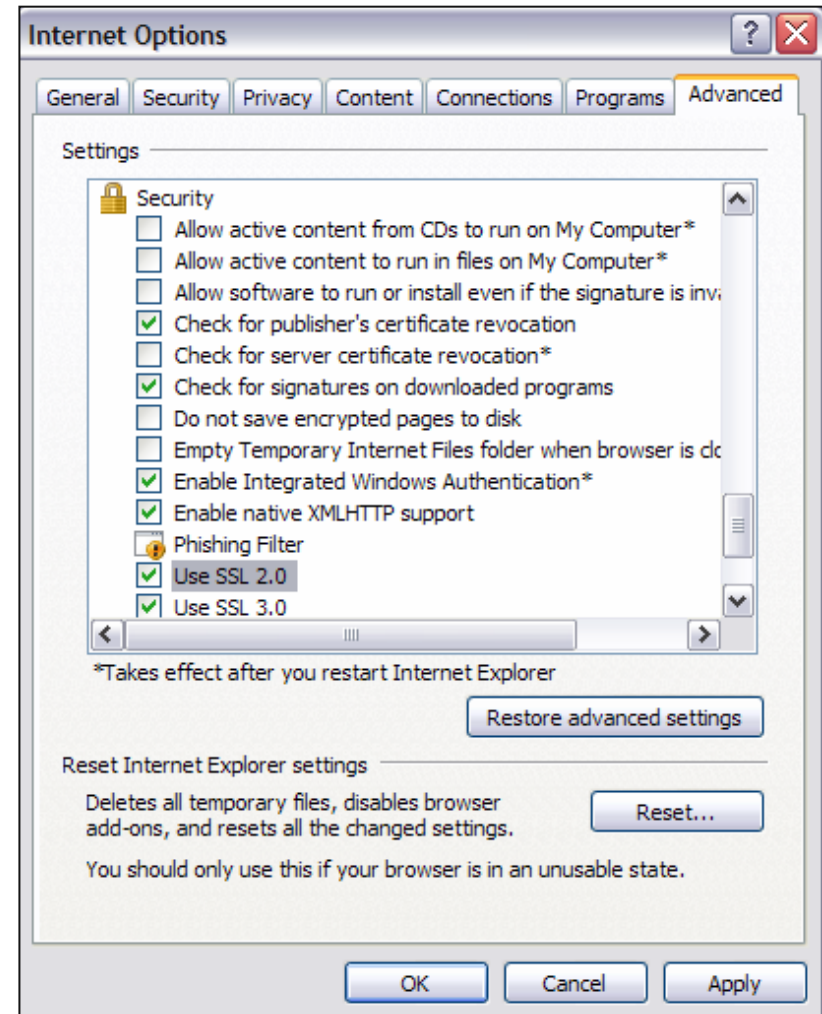 Internet Options
General Security Privacy Content Connections Programs Advanced
Settings
Security
Allow active content from CDs to run on My Computer*
Allow active content to run in files on My Computer*
Allow software to run or install even if the signature is inva
Check for publisher's certificate revocation
Check for server certificate revocation*
Check for signatures on downloaded programs
Do not save encrypted pages to disk
Empty Temporary Internet Files folder when browser is clo
Enable Integrated Windows Authentication*
Enable native XMLHTTP support
Phishing Filter
Use SSL 2.0
Use SSL 3.0
*Takes effect after you restart Internet Explorer
Restore advanced settings
Reset Internet Explorer settings
Deletes all temporary files, disables browser
add-ons, and resets all the changed settings.
Reset...
You should only use this if your browser is in an unusable state.
OK Cancel Apply